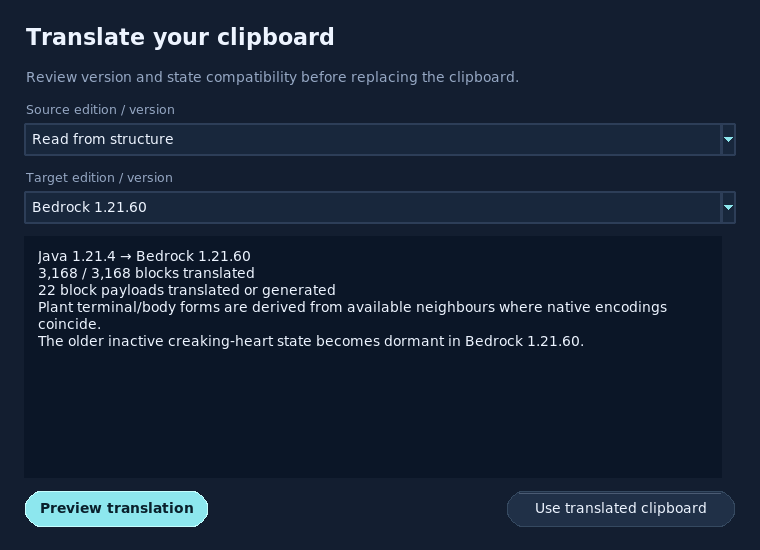 Translate your clipboard
Review version and state compatibility before replacing the clipboard.
Source edition / version
Read from structure
Target edition / version
Bedrock 1.21.60
Java 1.21.4 → Bedrock 1.21.60
3,168 / 3,168 blocks translated
22 block payloads translated or generated
Plant terminal/body forms are derived from available neighbours where native encodings
coincide.
The older inactive creaking-heart state becomes dormant in Bedrock 1.21.60.
Preview translation
Use translated clipboard